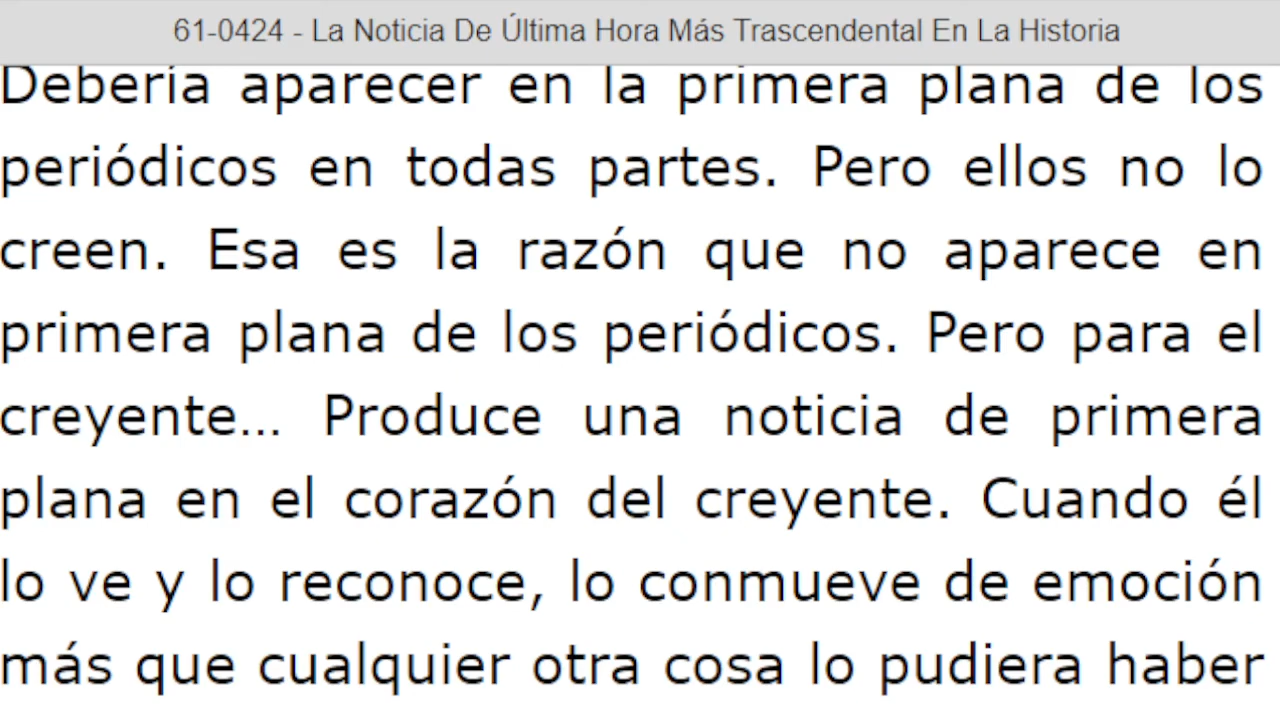 61-0424 - La Noticia De Última Hora Más Trascendental En La Historia
Debería aparecer en la primera plana de los
periódicos en todas partes. Pero ellos no lo
creen. Esa es la razón que no aparece en
primera plana de los periódicos. Pero para el
creyente... Produce una noticia de primera
plana en el corazón del creyente. Cuando él
lo ve y lo reconoce, lo conmueve de emoción
más que cualquier otra cosa lo pudiera haber